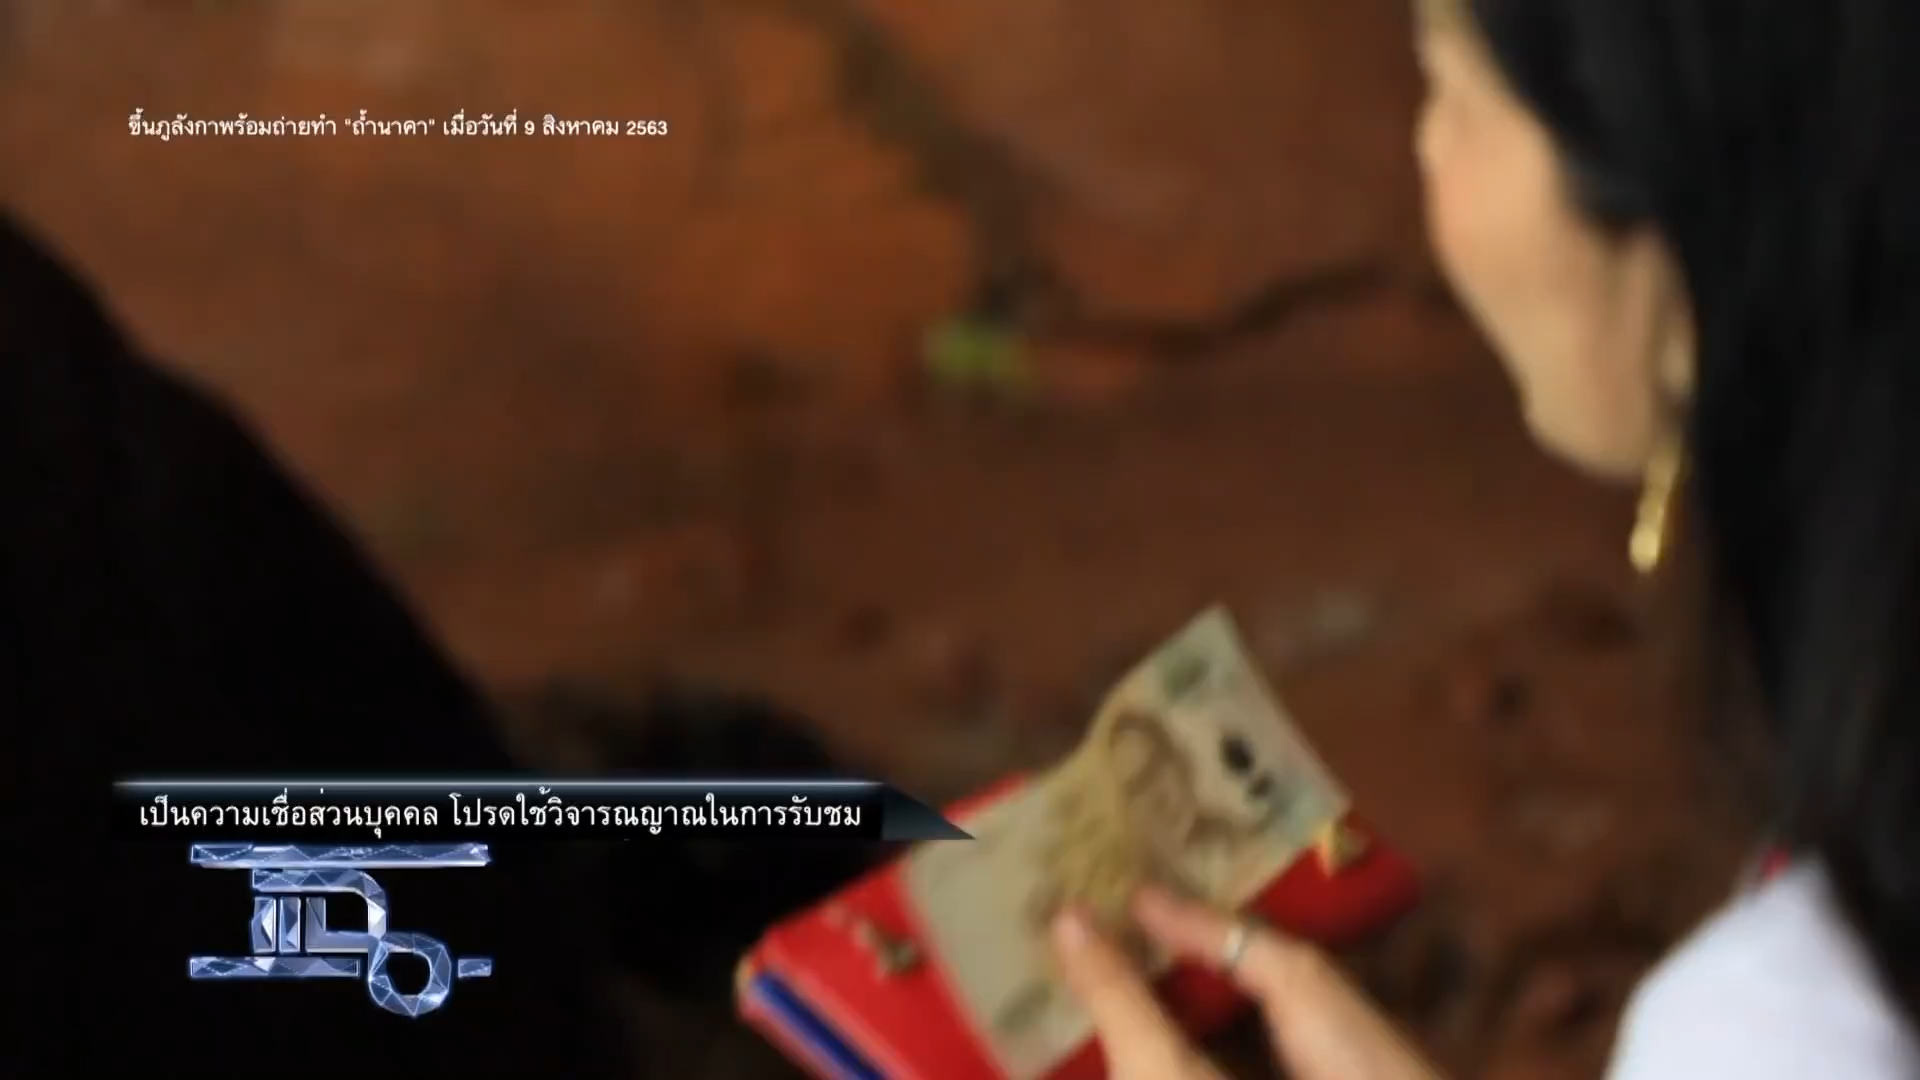 ขึ้นภูลังกาพร้อมถ่ายทำ "ถ้ำนาคา" เมื่อวันที่ 9 สิงหาคม 2563
เป็นความเชื่อส่วนบุคคล โปรดใช้วิจารณญาณในการรับชม